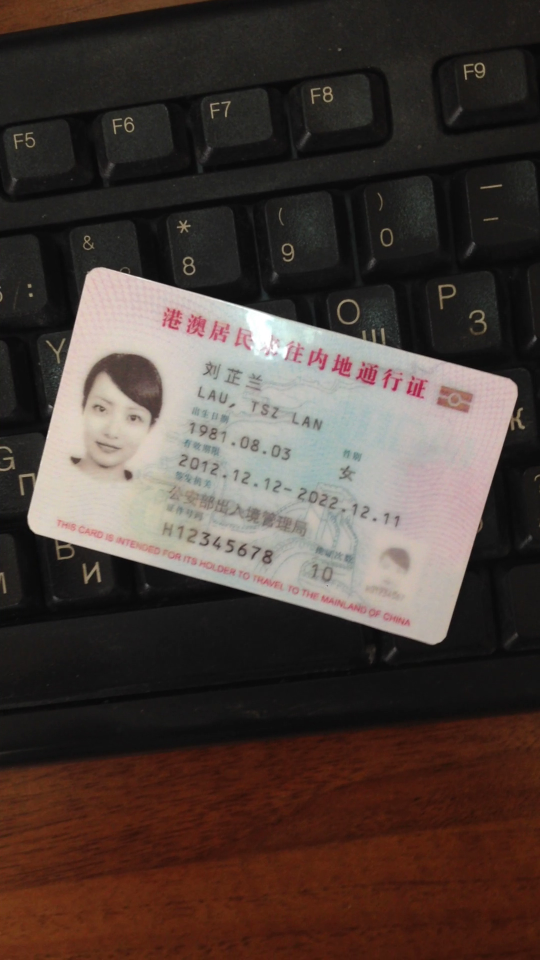 F5 F6 F7 F8 F9
&
*
8
(
9
)
0
O
P
З
Y
港澳居民来往内地通行证
刘芷兰
LAU, TSZ LAN
出生日期 性别
1981.08.03 女
有效期限
2012.12.12-2022.12.11
签发机关
公安部出入境管理局
证件号码 换证次数
H12345678 10
THIS CARD IS INTENDED FOR ITS HOLDER TO TRAVEL TO THE MAINLAND OF CHINA
G
П
B
И